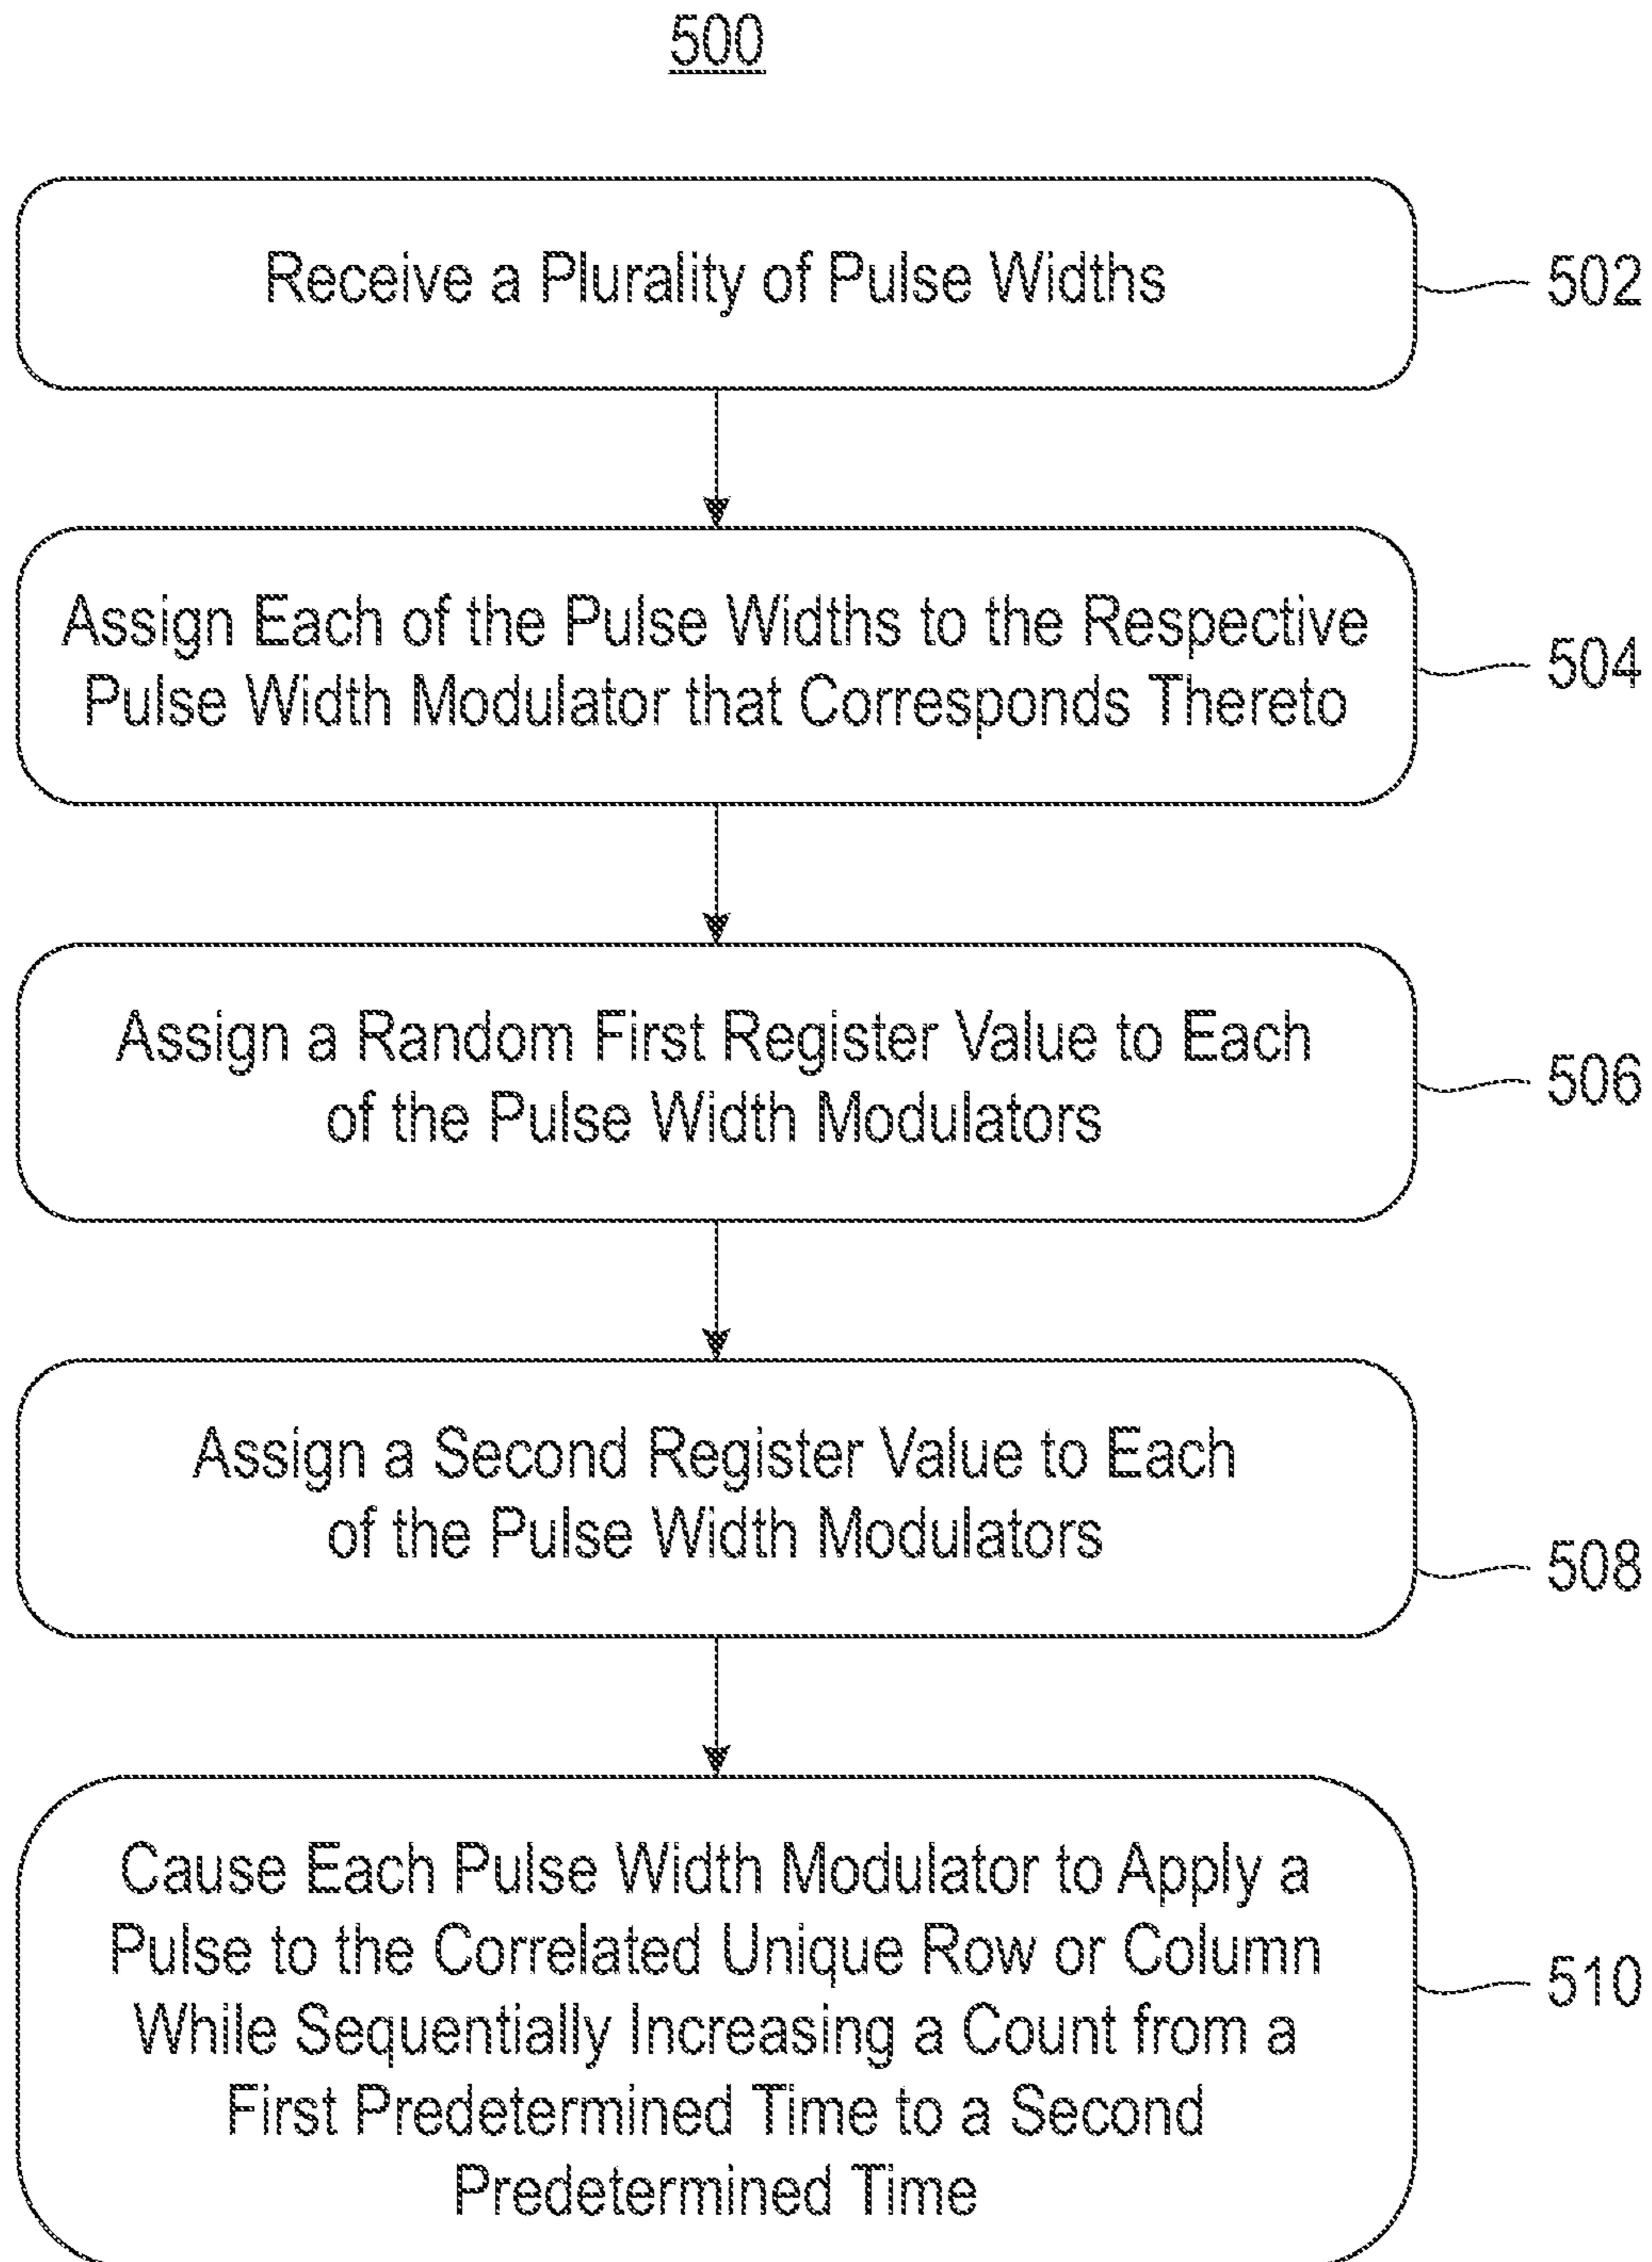 500
Receive a Plurality of Pulse Widths
502
Assign Each of the Pulse Widths to the Respective
Pulse Width Modulator that Corresponds Thereto
504
Assign a Random First Register Value to Each
of the Pulse Width Modulators
506
Assign a Second Register Value to Each
of the Pulse Width Modulators
508
Cause Each Pulse Width Modulator to Apply a
Pulse to the Correlated Unique Row or Column
While Sequentially Increasing a Count from a
First Predetermined Time to a Second
Predetermined Time
510